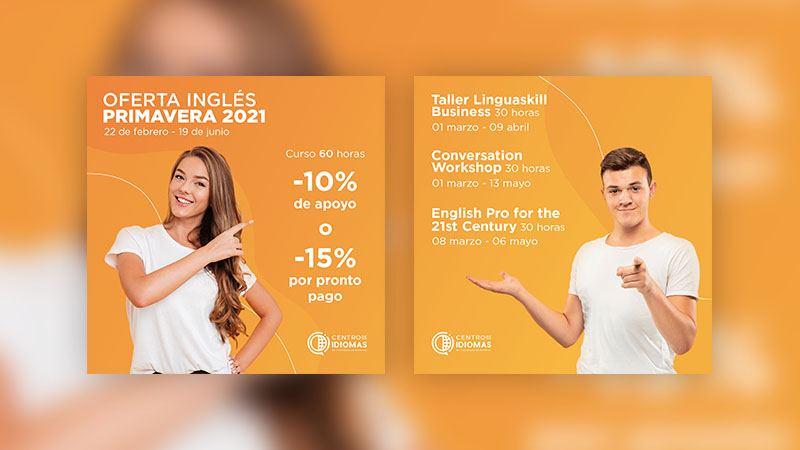 OFERTA INGLÉS
PRIMAVERA 2021
22 de febrero - 19 de junio
Curso 60 horas
-10%
de apoyo
o
-15%
por pronto
pago
CENTRO DE
IDIOMAS
Taller Linguaskill
Business 30 horas
01 marzo - 09 abril
Conversation
Workshop 30 horas
01 marzo - 13 mayo
English Pro for the
21st Century 30 horas
08 marzo - 06 mayo
CENTRO DE
IDIOMAS